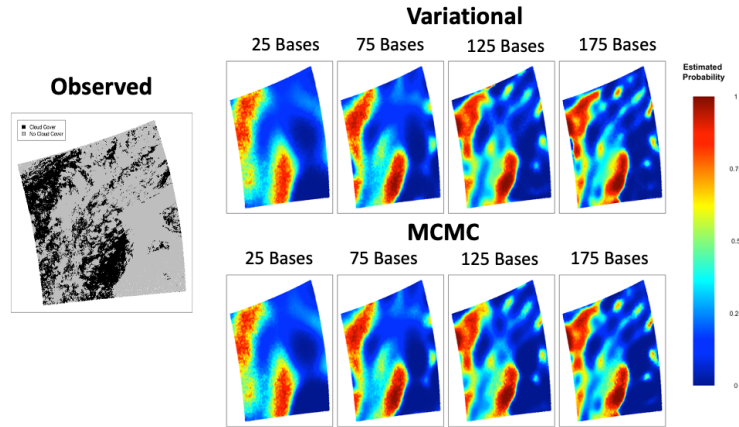 Variational
25 Bases 75 Bases 125 Bases 175 Bases
Observed
Cloud Cover
No Cloud Cover
Estimated
Probability
1
0.7
0.5
0.2
0
MCMC
25 Bases 75 Bases 125 Bases 175 Bases